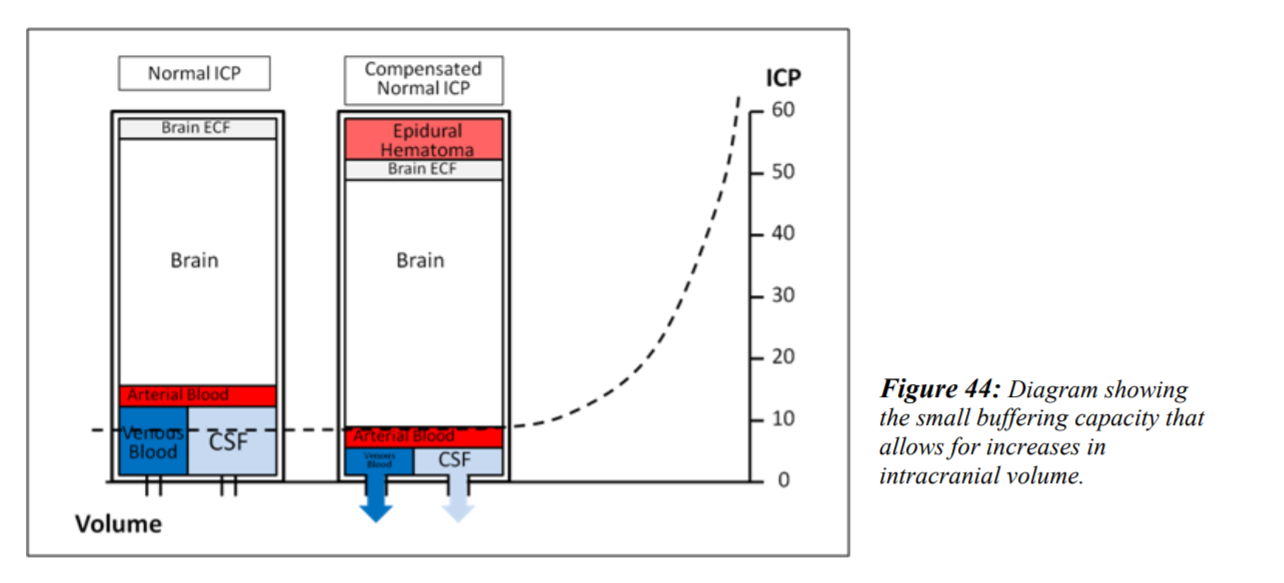 Normal ICP
Brain ECF
Brain
Arterial Blood
Venous
Blood
CSF
Compensated
Normal ICP
Epidural
Hematoma
Brain ECF
Brain
Arterial Blood
Venous
Blood
CSF
Volume
ICP
60
50
40
30
20
10
0
Figure 44: Diagram showing
the small buffering capacity that
allows for increases in
intracranial volume.